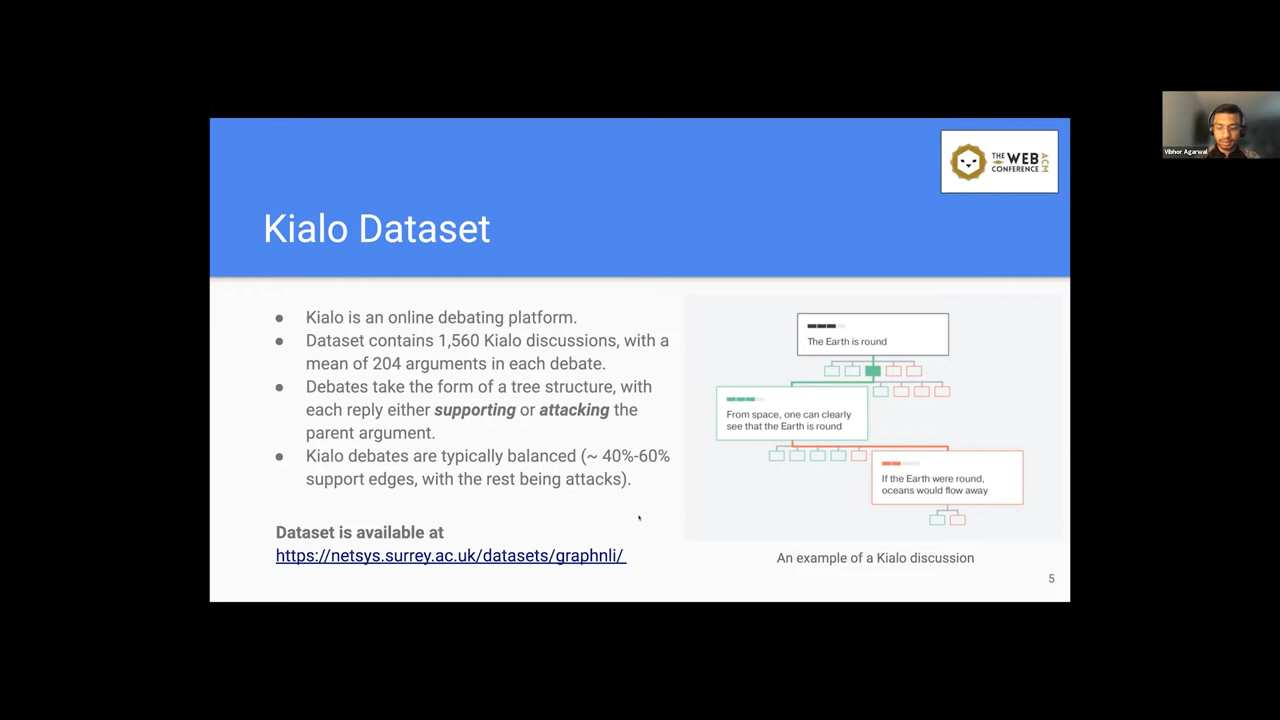 THE WEB CONFERENCE ACM
Vibhor Agarwal
Kialo Dataset
● Kialo is an online debating platform.
● Dataset contains 1,560 Kialo discussions, with a
mean of 204 arguments in each debate.
● Debates take the form of a tree structure, with
each reply either supporting or attacking the
parent argument.
● Kialo debates are typically balanced (~ 40%-60%
support edges, with the rest being attacks).
Dataset is available at
https://netsys.surrey.ac.uk/datasets/graphnli/
The Earth is round
From space, one can clearly
see that the Earth is round
If the Earth were round,
oceans would flow away
An example of a Kialo discussion
5